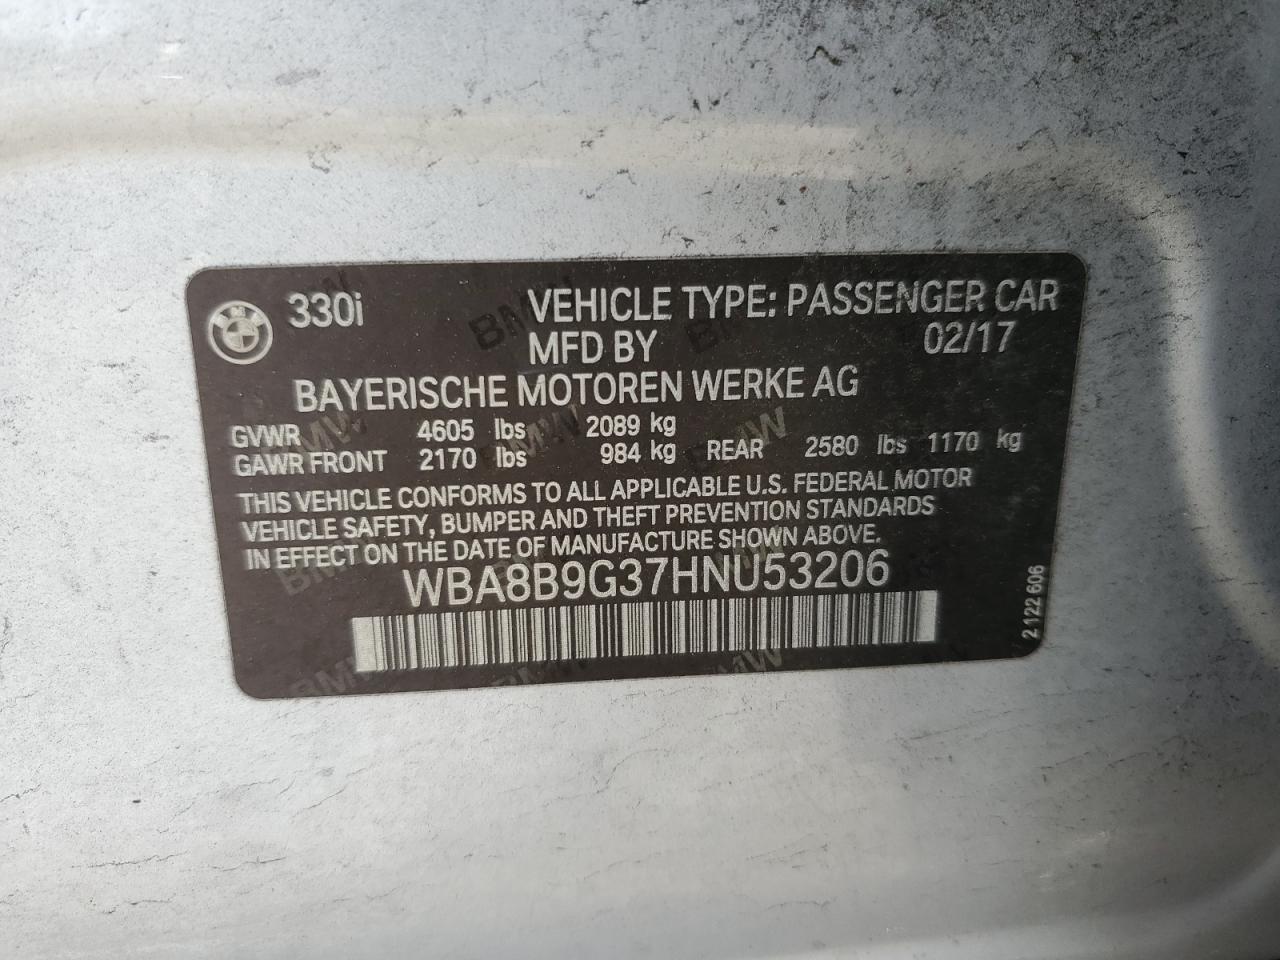 330i VEHICLE TYPE: PASSENGER CAR
MFD BY 02/17
BAYERISCHE MOTOREN WERKE AG
GVWR 4605 lbs 2089 kg
GAWR FRONT 2170 lbs 984 kg REAR 2580 lbs 1170 kg
THIS VEHICLE CONFORMS TO ALL APPLICABLE U.S. FEDERAL MOTOR
VEHICLE SAFETY, BUMPER AND THEFT PREVENTION STANDARDS
IN EFFECT ON THE DATE OF MANUFACTURE SHOWN ABOVE.
WBA8B9G37HNU53206
2 122 606